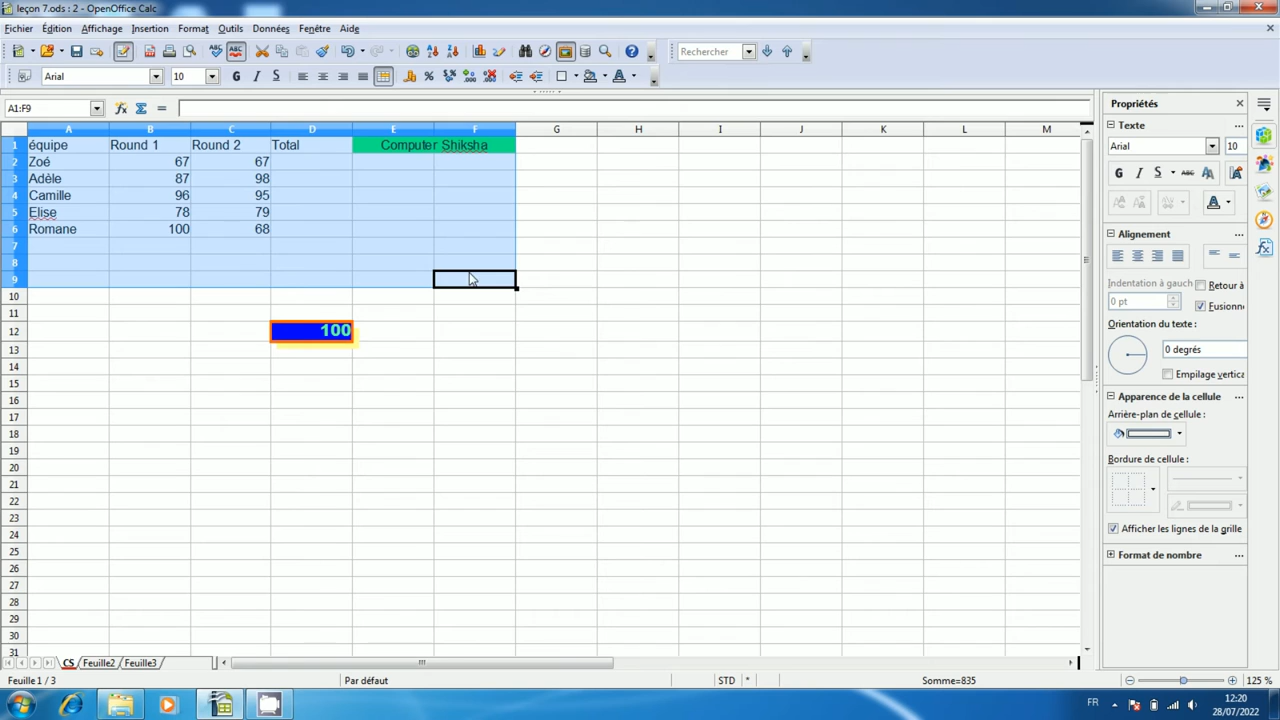 leçon 7.ods : 2 - OpenOffice Calc
Fichier Édition Affichage Insertion Format Outils Données Fenêtre Aide
Rechercher
Arial 10
A1:F9
A B C D E F G H I J K L M
1 équipe Round 1 Round 2 Total Computer Shiksha
2 Zoé 67 67
3 Adèle 87 98
4 Camille 96 95
5 Elise 78 79
6 Romane 100 68
7
8
9
10
11
12 100
13
14
15
16
17
18
19
20
21
22
23
24
25
26
27
28
29
30
31
Propriétés
Texte
Arial 10
Alignement
Indentation à gauch Retour à
0 pt Fusionn
Orientation du texte :
0 degrés
Empilage vertica
Apparence de la cellule
Arrière-plan de cellule :
Bordure de cellule :
Afficher les lignes de la grille
Format de nombre
CS Feuille2 Feuille3
Feuille 1 / 3 Par défaut STD * Somme=835 125 %
FR 12:20
28/07/2022